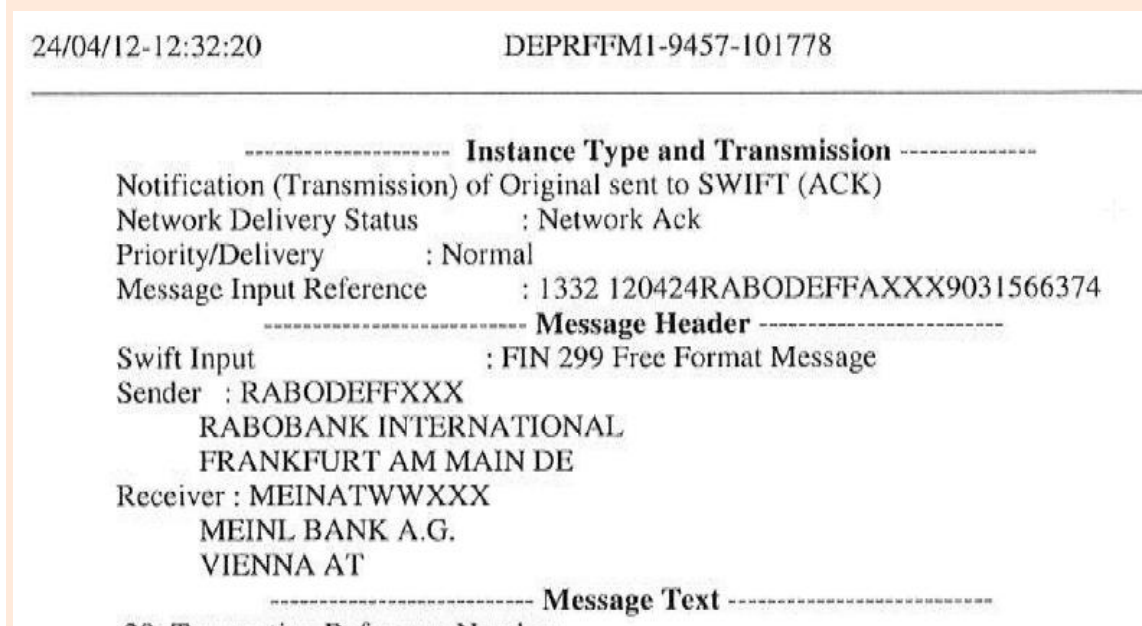 24/04/12-12:32:20 DEPRFFM1-9457-101778
--------------------- Instance Type and Transmission --------------
Notification (Transmission) of Original sent to SWIFT (ACK)
Network Delivery Status : Network Ack
Priority/Delivery : Normal
Message Input Reference : 1332 120424RABODEFFAXXX9031566374
--------------------------- Message Header -------------------------
Swift Input : FIN 299 Free Format Message
Sender : RABODEFFXXX
RABOBANK INTERNATIONAL
FRANKFURT AM MAIN DE
Receiver : MEINATWWXXX
MEINL BANK A.G.
VIENNA AT
--------------------------- Message Text ---------------------------